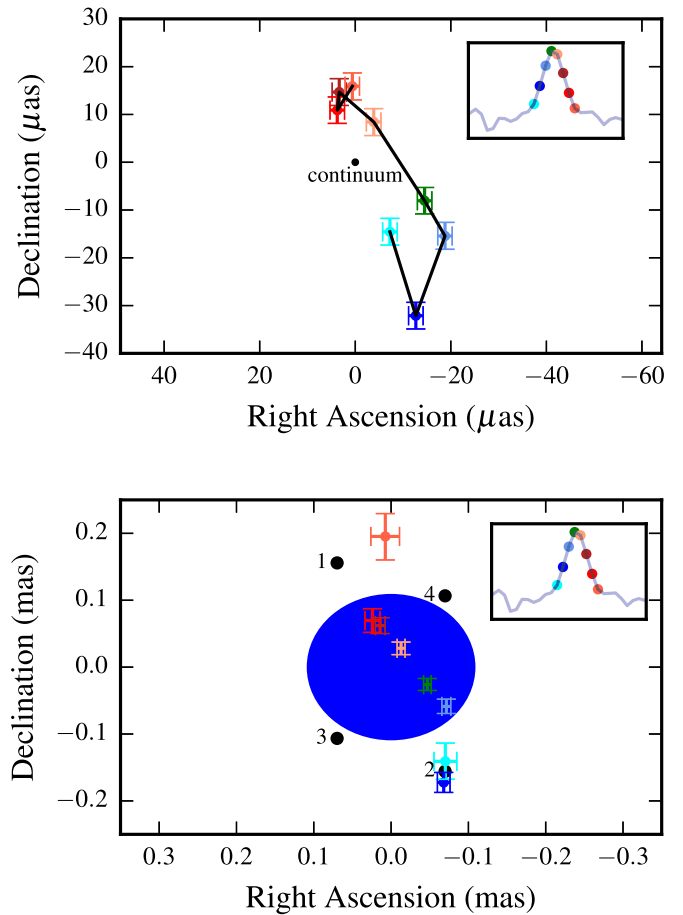 30
20
10
0
−10
−20
−30
−40
Declination (μas)
continuum
40 20 0 −20 −40 −60
Right Ascension (μas)
0.2
0.1
0.0
−0.1
−0.2
Declination (mas)
1
4
3
2
0.3 0.2 0.1 0.0 −0.1 −0.2 −0.3
Right Ascension (mas)